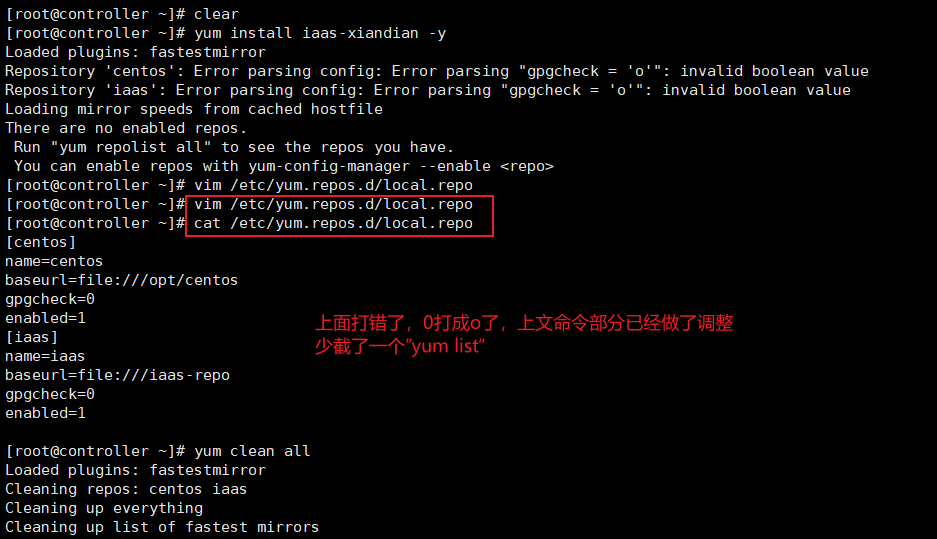 [root@controller ~]# clear
[root@controller ~]# yum install iaas-xiandian -y
Loaded plugins: fastestmirror
Repository 'centos': Error parsing config: Error parsing "gpgcheck = 'o'": invalid boolean value
Repository 'iaas': Error parsing config: Error parsing "gpgcheck = 'o'": invalid boolean value
Loading mirror speeds from cached hostfile
There are no enabled repos.
 Run "yum repolist all" to see the repos you have.
 You can enable repos with yum-config-manager --enable <repo>
[root@controller ~]# vim /etc/yum.repos.d/local.repo
[root@controller ~]# vim /etc/yum.repos.d/local.repo
[root@controller ~]# cat /etc/yum.repos.d/local.repo
[centos]
name=centos
baseurl=file:///opt/centos
gpgcheck=0
enabled=1
[iaas]
name=iaas
baseurl=file:///iaas-repo
gpgcheck=0
enabled=1
上面打错了，0打成o了，上文命令部分已经做了调整
少截了一个”yum list“
[root@controller ~]# yum clean all
Loaded plugins: fastestmirror
Cleaning repos: centos iaas
Cleaning up everything
Cleaning up list of fastest mirrors